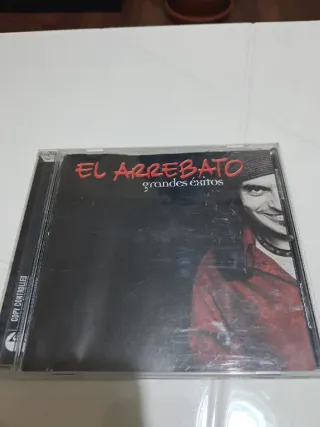 EL ARREBATO
grandes éxitos
COPY CONTROLLED